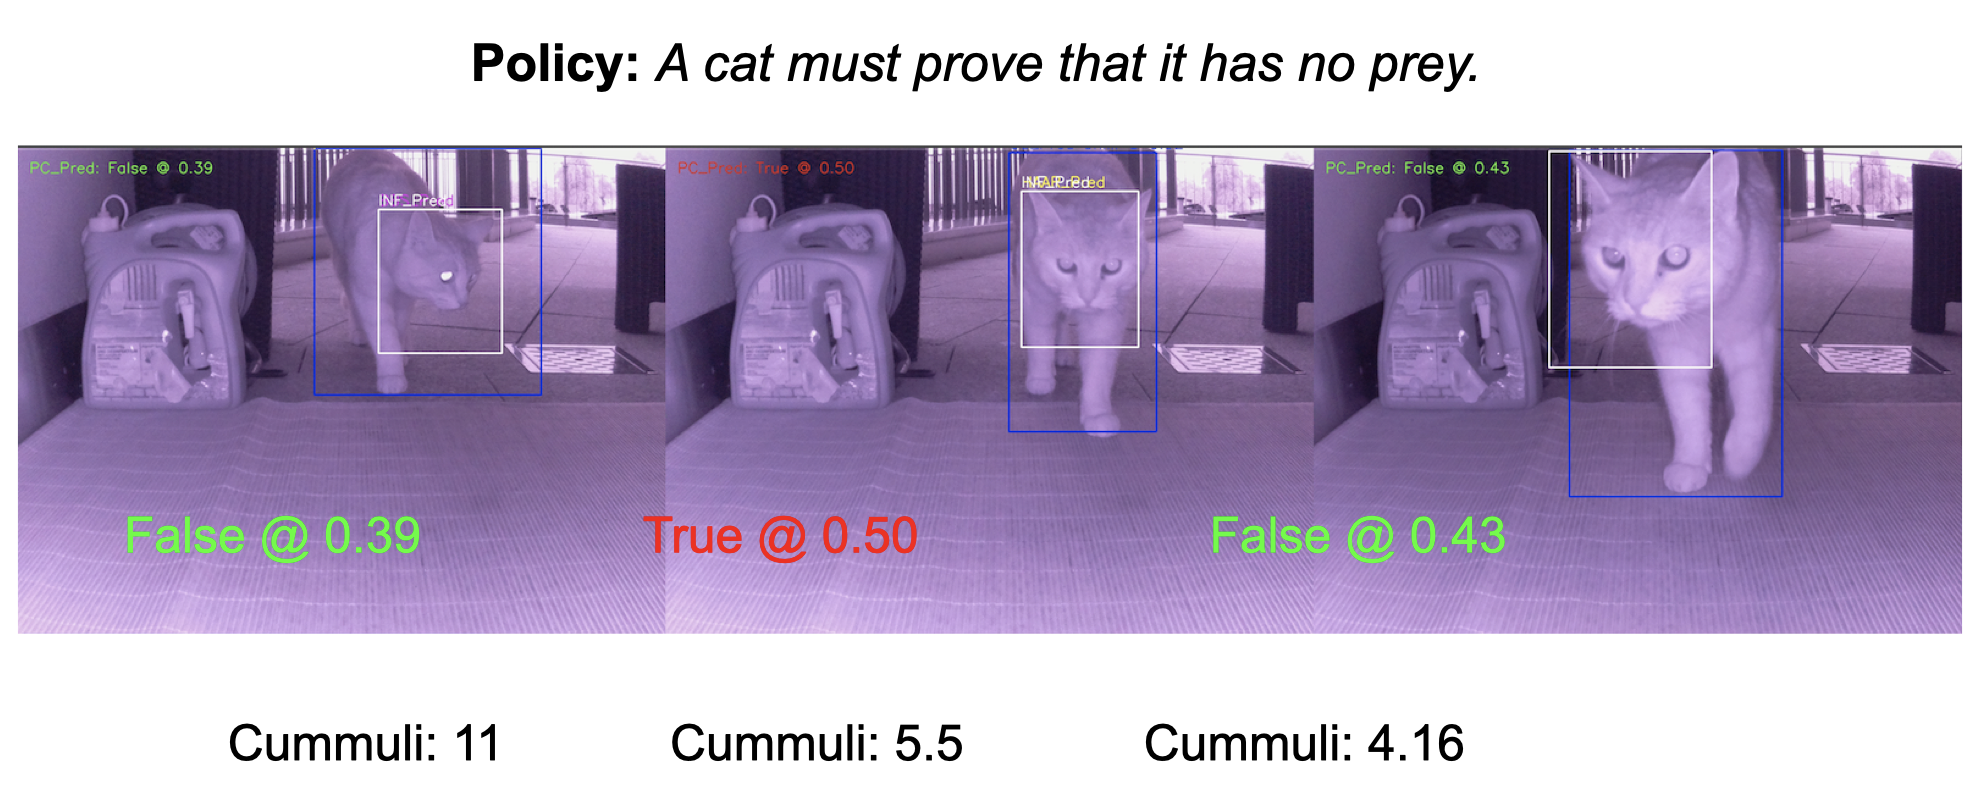 Policy: A cat must prove that it has no prey.
PC_Pred: False @ 0.39
PC_Pred: True @ 0.50
PC_Pred: False @ 0.43
INF_Pred
False @ 0.39
True @ 0.50
False @ 0.43
Cummuli: 11
Cummuli: 5.5
Cummuli: 4.16